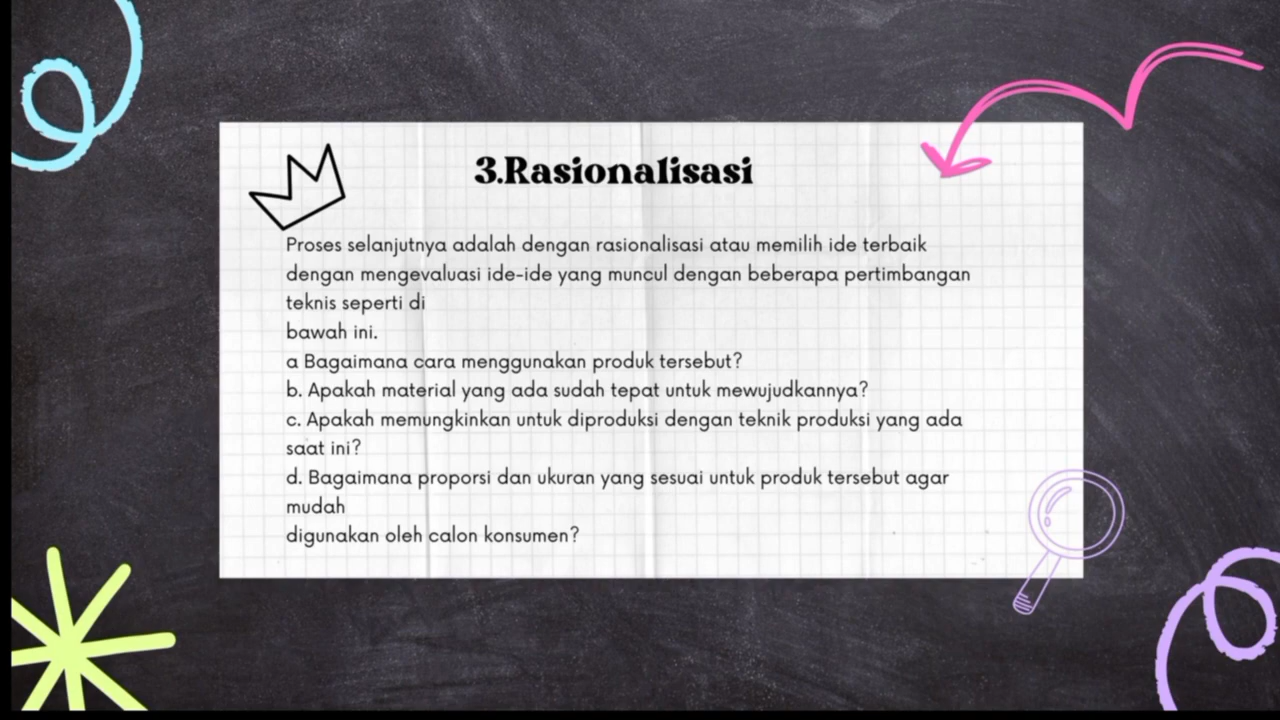 3.Rasionalisasi
Proses selanjutnya adalah dengan rasionalisasi atau memilih ide terbaik
dengan mengevaluasi ide-ide yang muncul dengan beberapa pertimbangan
teknis seperti di
bawah ini.
a Bagaimana cara menggunakan produk tersebut?
b. Apakah material yang ada sudah tepat untuk mewujudkannya?
c. Apakah memungkinkan untuk diproduksi dengan teknik produksi yang ada
saat ini?
d. Bagaimana proporsi dan ukuran yang sesuai untuk produk tersebut agar
mudah
digunakan oleh calon konsumen?